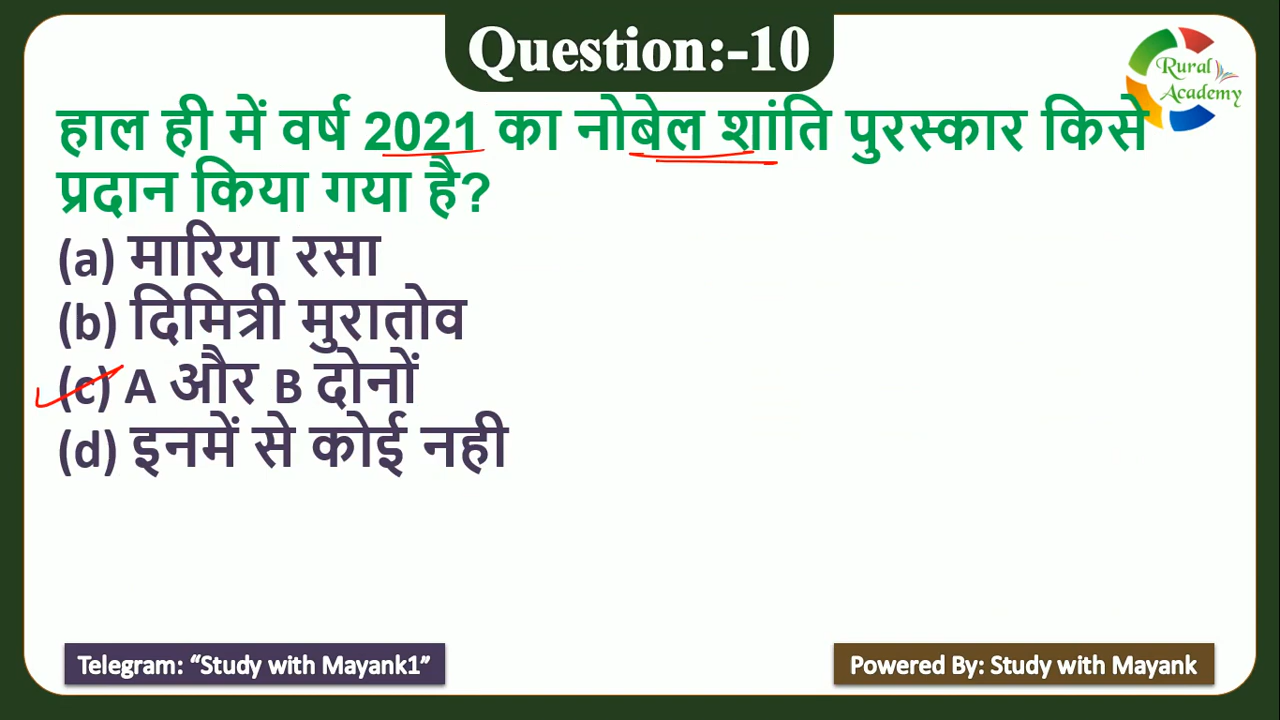 Question:-10
Rural
Academy
हाल ही में वर्ष 2021 का नोबेल शांति पुरस्कार किसे
प्रदान किया गया है?
(a) मारिया रसा
(b) दिमित्री मुरातोव
(c) A और B दोनों
(d) इनमें से कोई नही
Telegram: “Study with Mayank1”
Powered By: Study with Mayank